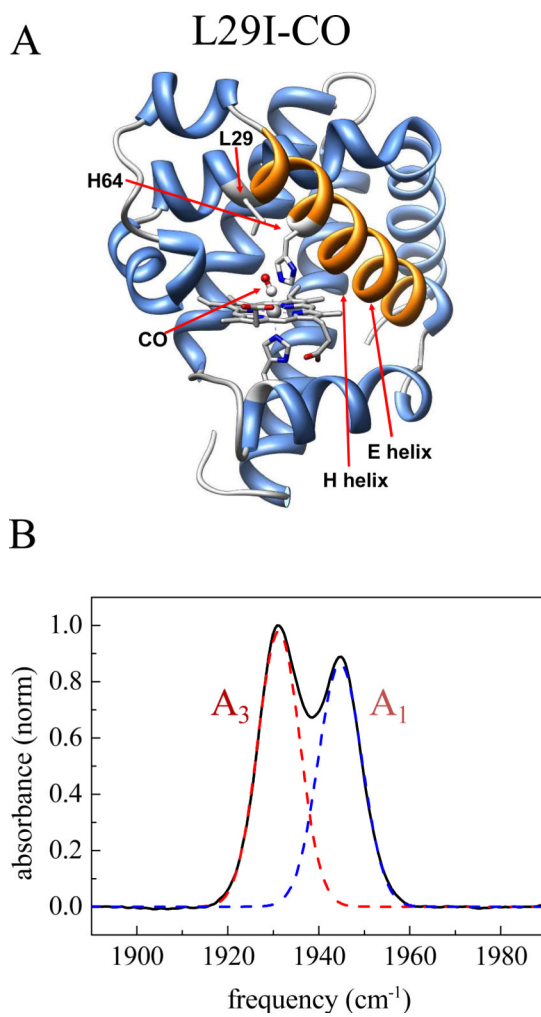 L29I-CO
A
L29
H64
CO
E helix
H helix
B
1.0
0.8
0.6
0.4
0.2
0.0
absorbance (norm)
A₃
A₁
1900 1920 1940 1960 1980
frequency (cm⁻¹)